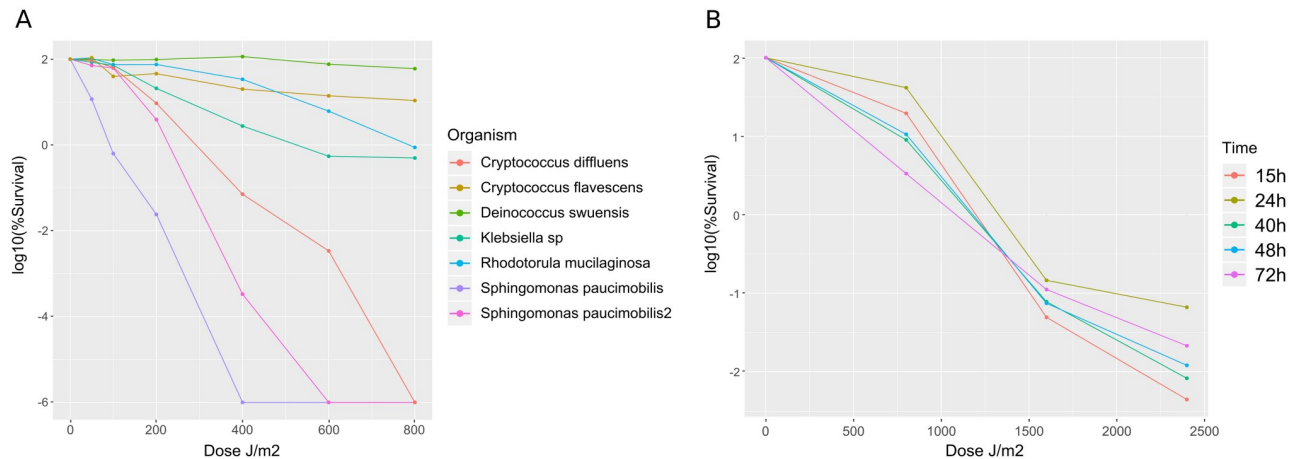 A
log10(%Survival)
2
0
-2
-4
-6
0
200
400
600
800
Dose J/m2
Organism
Cryptococcus diffluens
Cryptococcus flavescens
Deinococcus swuensis
Klebsiella sp
Rhodotorula mucilaginosa
Sphingomonas paucimobilis
Sphingomonas paucimobilis2
B
log10(%Survival)
2
1
0
-1
-2
0
500
1000
1500
2000
2500
Dose J/m2
Time
15h
24h
40h
48h
72h